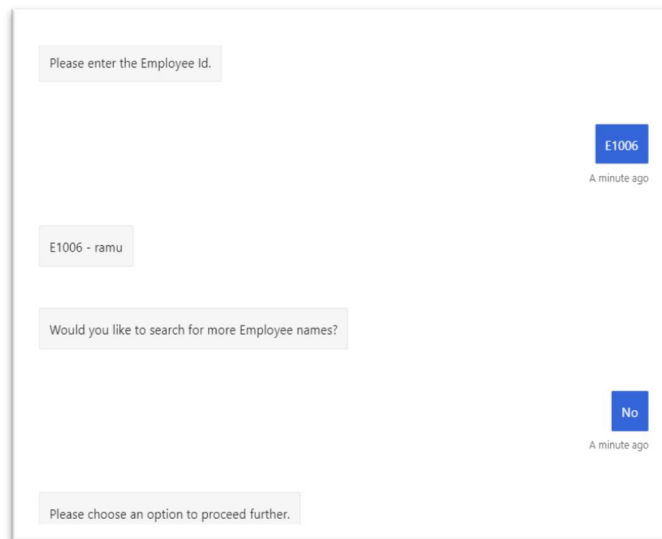 Please enter the Employee Id.
E1006
A minute ago
E1006 - ramu
Would you like to search for more Employee names?
No
A minute ago
Please choose an option to proceed further.